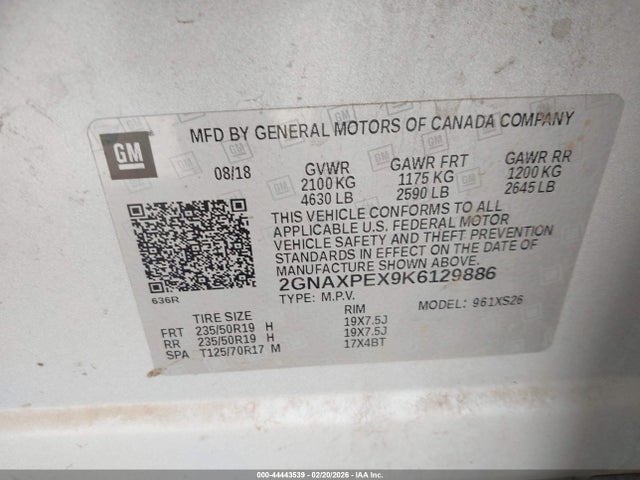 GM
MFD BY GENERAL MOTORS OF CANADA COMPANY
08/18 GVWR GAWR FRT GAWR RR
2100 KG 1175 KG 1200 KG
4630 LB 2590 LB 2645 LB
THIS VEHICLE CONFORMS TO ALL
APPLICABLE U.S. FEDERAL MOTOR
VEHICLE SAFETY AND THEFT PREVENTION
STANDARDS IN EFFECT ON THE DATE OF
MANUFACTURE SHOWN ABOVE.
636R
2GNAXPEX9K6129886
TYPE: M.P.V. MODEL: 961XS26
TIRE SIZE RIM
FRT 235/50R19 H 19X7.5J
RR 235/50R19 H 19X7.5J
SPA T125/70R17 M 17X4BT
000-44443539 - 02/20/2026 - IAA Inc.